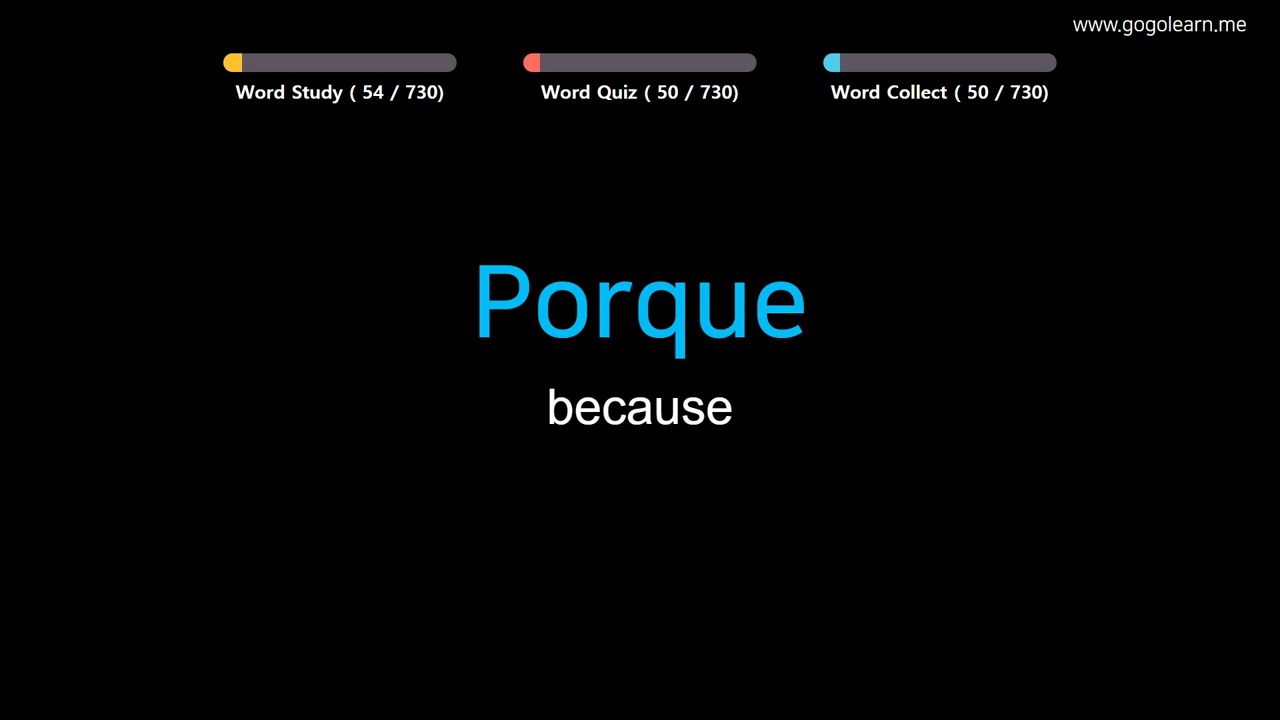 www.gogolearn.me
Word Study ( 54 / 730)
Word Quiz ( 50 / 730)
Word Collect ( 50 / 730)
Porque
because